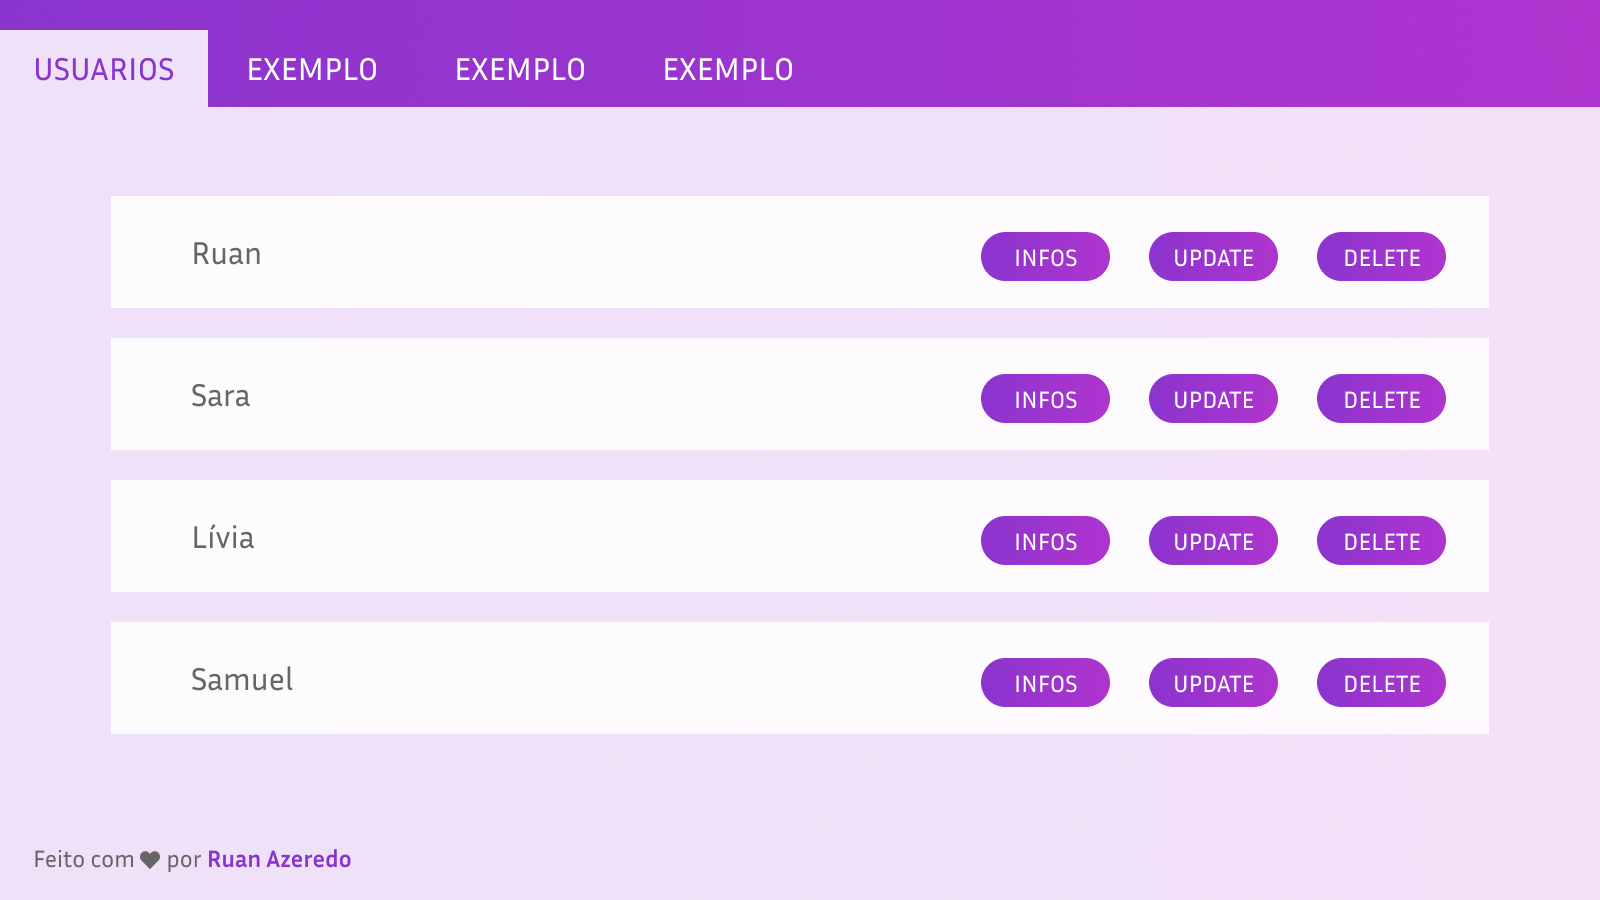 USUARIOS EXEMPLO EXEMPLO EXEMPLO
Ruan INFOS UPDATE DELETE
Sara INFOS UPDATE DELETE
Lívia INFOS UPDATE DELETE
Samuel INFOS UPDATE DELETE
Feito com ♥ por Ruan Azeredo